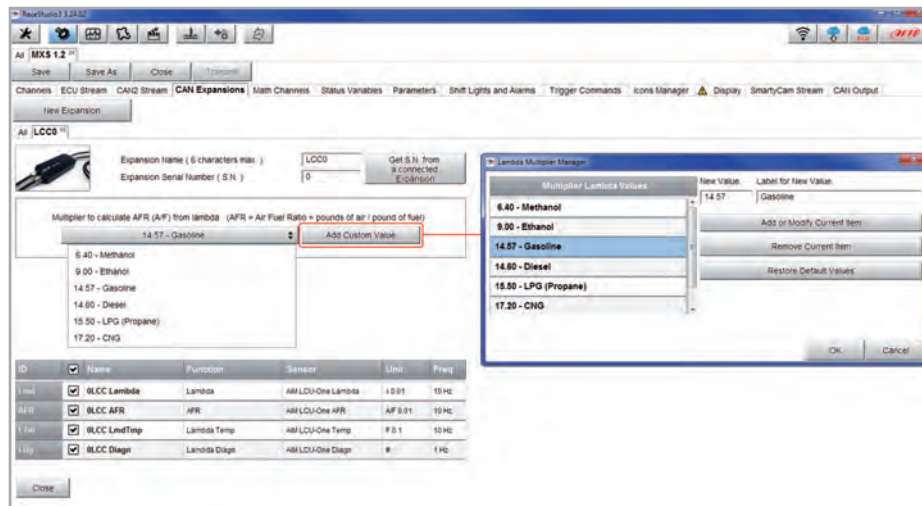 RaceStudio3 3.24.02
All MXS 1.2
Save Save As Close Transmit
Channels ECU Stream CAN2 Stream CAN Expansions Math Channels Status Variables Parameters Shift Lights and Alarms Trigger Commands Icons Manager Display SmartyCam Stream CAN Output
New Expansion
All LCC0
Expansion Name ( 6 characters max. ) LCC0
Expansion Serial Number ( S.N. ) 0
Get S.N. from
a connected
Expansion
Multiplier to calculate AFR (A/F) from lambda (AFR = Air Fuel Ratio = pounds of air / pound of fuel)
14.57 - Gasoline Add Custom Value
6.40 - Methanol
9.00 - Ethanol
14.57 - Gasoline
14.60 - Diesel
15.50 - LPG (Propane)
17.20 - CNG
Lambda Multiplier Manager
Multiplier Lambda Values
6.40 - Methanol
9.00 - Ethanol
14.57 - Gasoline
14.60 - Diesel
15.50 - LPG (Propane)
17.20 - CNG
New Value: Label for New Value:
14.57 Gasoline
Add or Modify Current Item
Remove Current Item
Restore Default Values
OK Cancel
ID Name Function Sensor Unit Freq
Lmd 0LCC Lambda Lambda AiM LCU-One Lambda 0.01 10 Hz
AFR 0LCC AFR AFR AiM LCU-One AFR A/F 0.01 10 Hz
0LCC LmdTmp Lambda Temp AiM LCU-One Temp F 0.1 10 Hz
0LCC Diagn Lambda Diagn AiM LCU-One Diagn # 1 Hz
Close